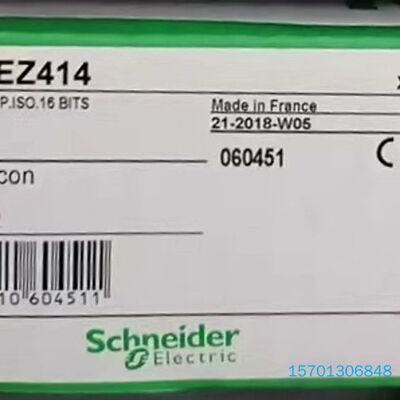 EZ414
P.ISO.16 BITS
Made in France
21-2018-W05
060451
con
10604511
Schneider
Electric
15701306848